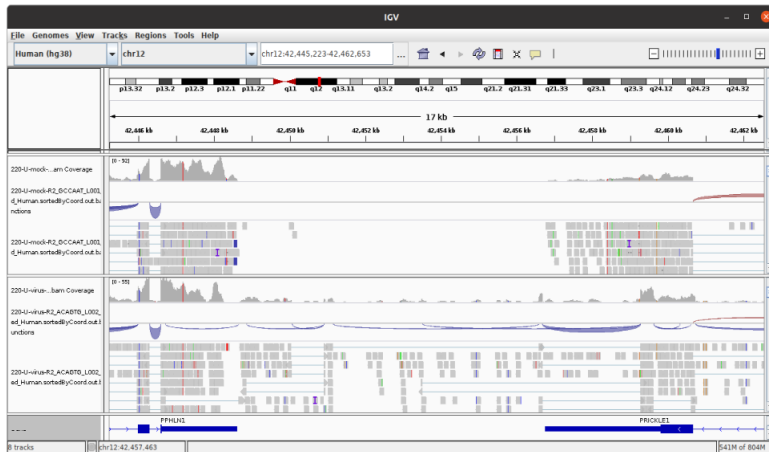 IGV
File Genomes View Tracks Regions Tools Help
Human (hg38) chr12 chr12:42,445,223-42,462,653 ...
p13.32 p13.2 p12.3 p12.1 p11.22 q11 q12 q13.11 q13.2 q14.2 q15 q21.2 q21.31 q21.33 q23.1 q23.3 q24.12 q24.23 q24.32
17 kb
42,446 kb 42,448 kb 42,450 kb 42,452 kb 42,454 kb 42,456 kb 42,458 kb 42,460 kb 42,462 kb
[0 - 52]
220-U-mock-...am Coverage
220-U-mock-R2_GCCAAT_L001_
d_Human.sortedByCoord.out.ba
nctions
220-U-mock-R2_GCCAAT_L001_
d_Human.sortedByCoord.out.b
[0 - 55]
220-U-virus-...bam Coverage
220-U-virus-R2_ACAGTG_L002_
ed_Human.sortedByCoord.out.b
unctions
220-U-virus-R2_ACAGTG_L002_
ed_Human.sortedByCoord.out.b
PPHLN1 PRICKLE1
8 tracks chr12:42,457,463 541M of 804M